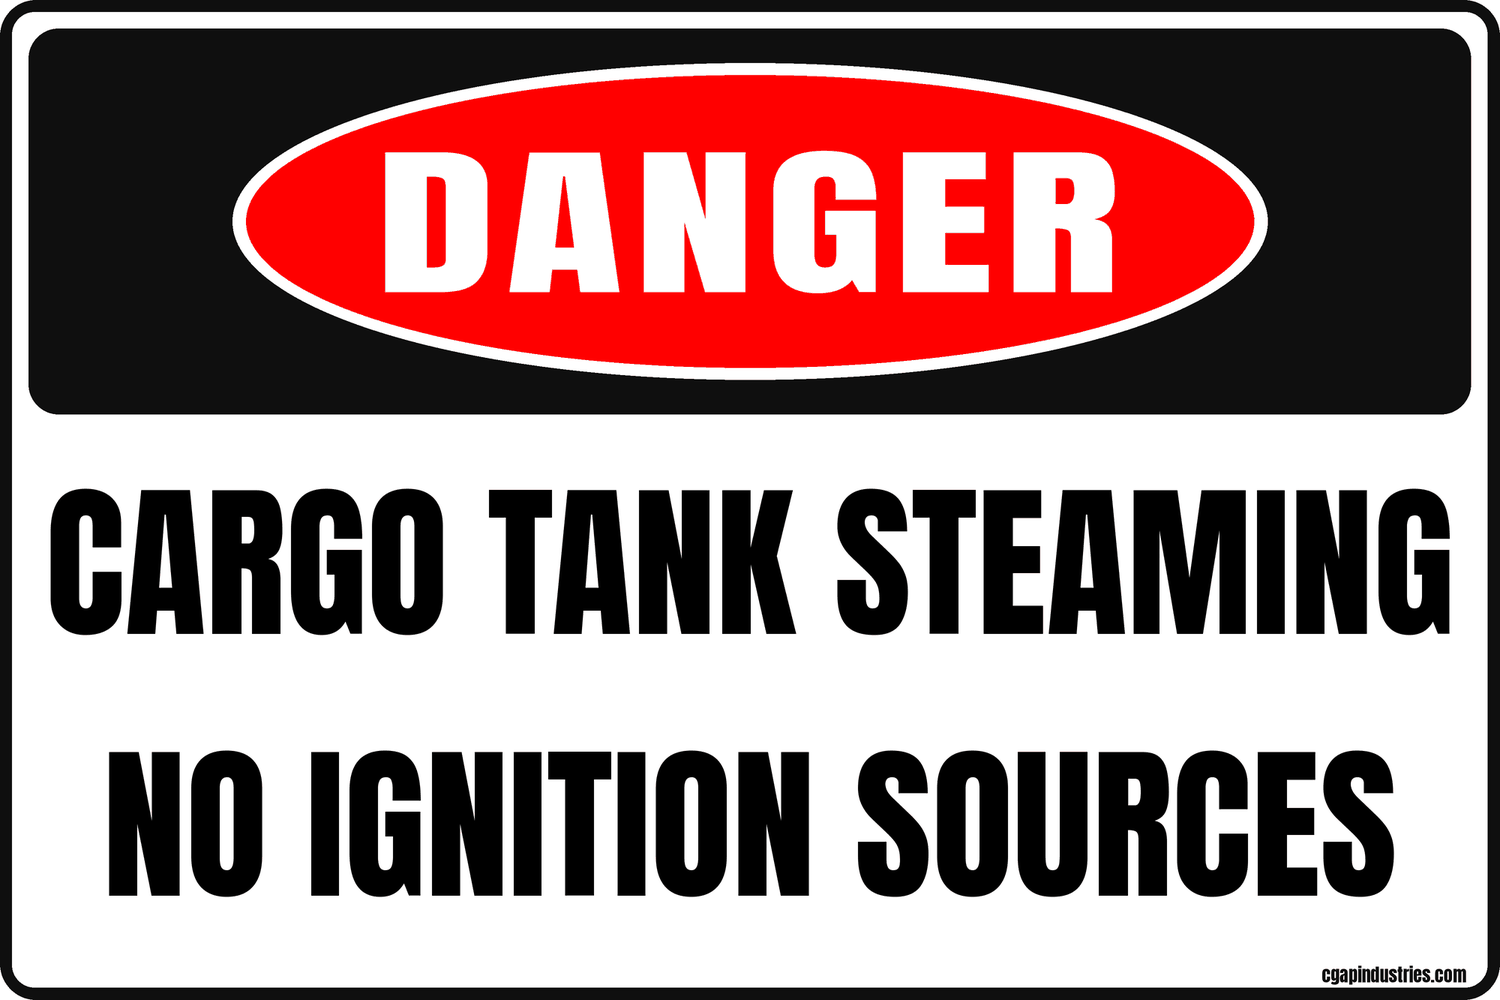 DANGER
CARGO TANK STEAMING
NO IGNITION SOURCES
cgapindustries.com